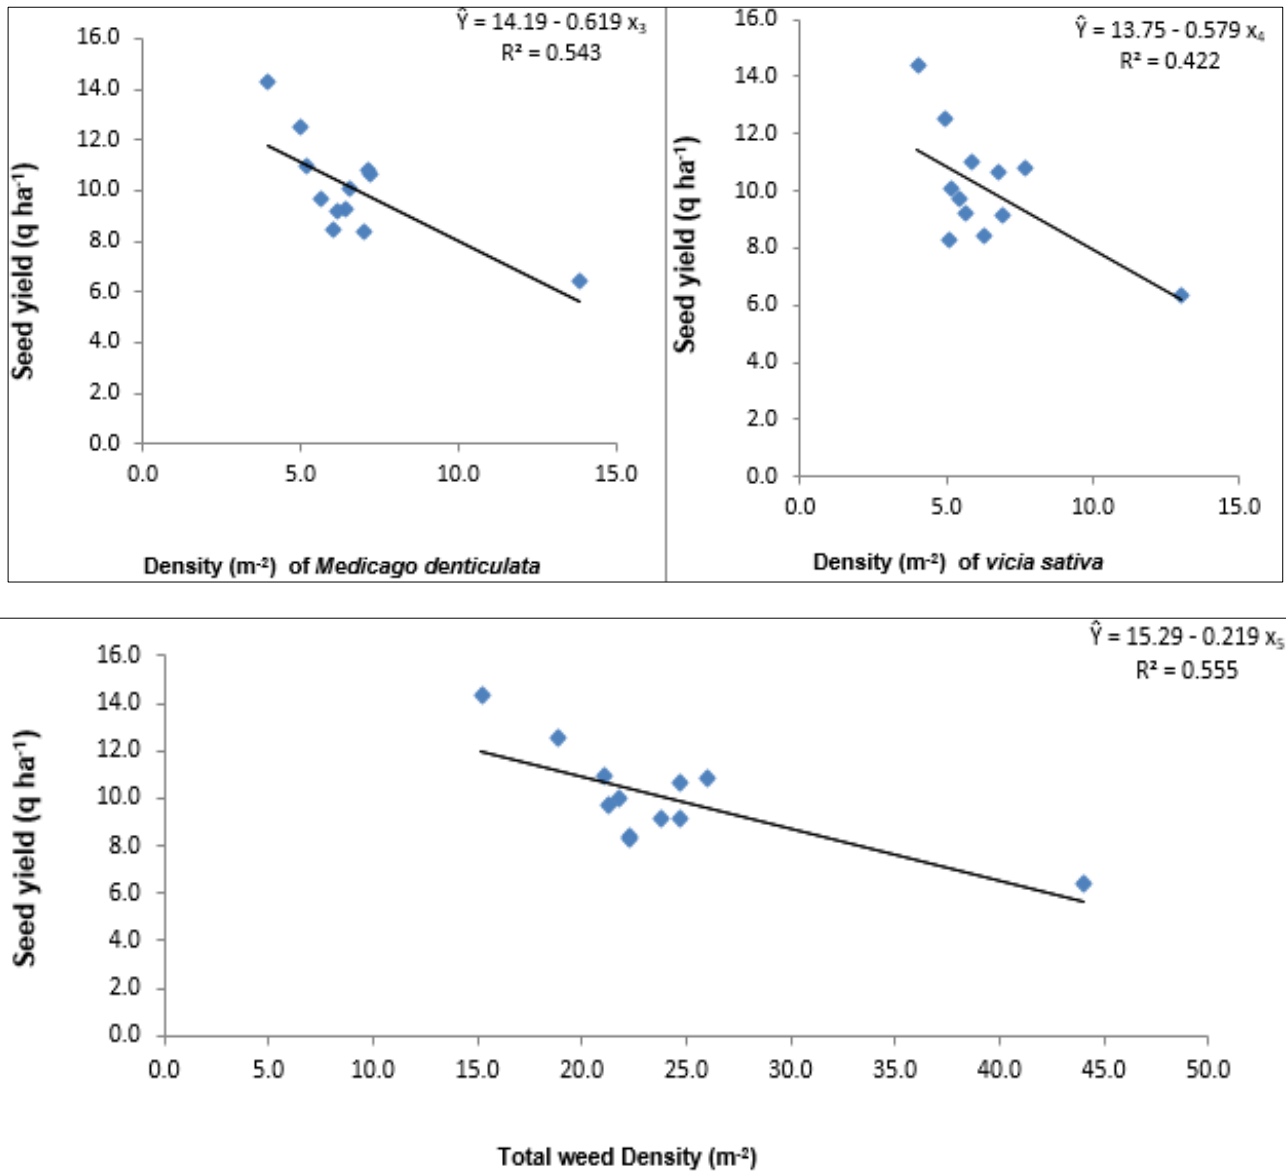 Ŷ = 14.19 - 0.619 x₃
R² = 0.543
16.0
14.0
12.0
10.0
8.0
6.0
4.0
2.0
0.0
Seed yield (q ha⁻¹)
0.0 5.0 10.0 15.0
Density (m⁻²) of Medicago denticulata
Ŷ = 13.75 - 0.579 x₄
R² = 0.422
16.0
14.0
12.0
10.0
8.0
6.0
4.0
2.0
0.0
Seed yield (q ha⁻¹)
0.0 5.0 10.0 15.0
Density (m⁻²) of vicia sativa
Ŷ = 15.29 - 0.219 x₅
R² = 0.555
16.0
14.0
12.0
10.0
8.0
6.0
4.0
2.0
0.0
Seed yield (q ha⁻¹)
0.0 5.0 10.0 15.0 20.0 25.0 30.0 35.0 40.0 45.0 50.0
Total weed Density (m⁻²)